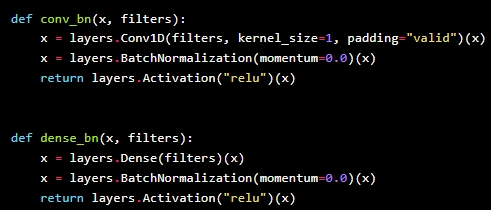 def conv_bn(x, filters):
    x = layers.Conv1D(filters, kernel_size=1, padding="valid")(x)
    x = layers.BatchNormalization(momentum=0.0)(x)
    return layers.Activation("relu")(x)
def dense_bn(x, filters):
    x = layers.Dense(filters)(x)
    x = layers.BatchNormalization(momentum=0.0)(x)
    return layers.Activation("relu")(x)